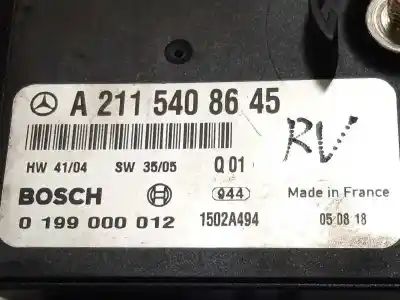 A 211 540 86 45
HW 41/04 SW 35/05 Q 01
RV
BOSCH 944 Made in France
0 199 000 012 1502A494 05 08 18